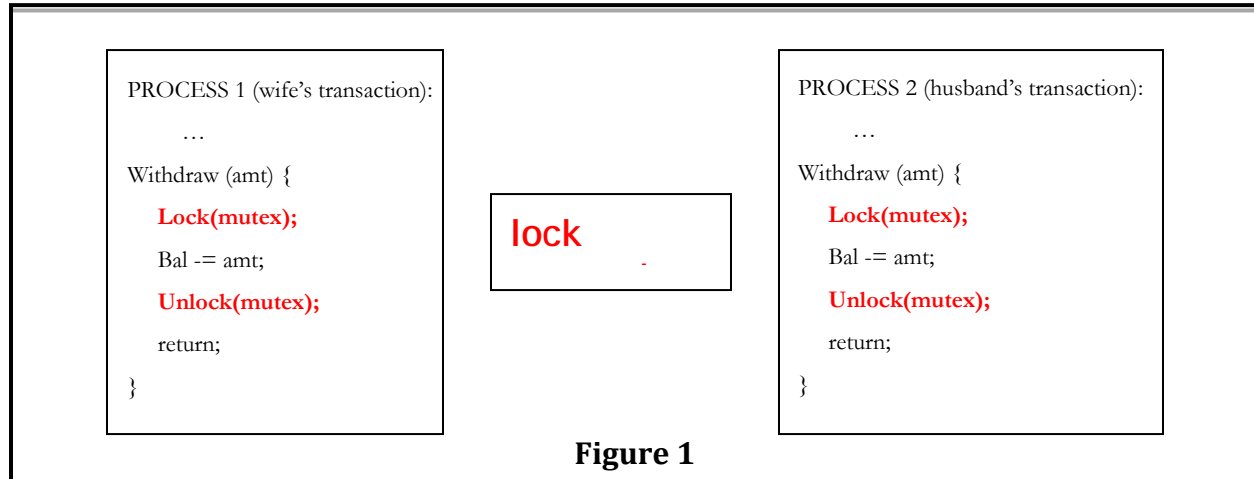 PROCESS 1 (wife's transaction):
…
Withdraw (amt) {
Lock(mutex);
Bal -= amt;
Unlock(mutex);
return;
}
lock
-
PROCESS 2 (husband's transaction):
…
Withdraw (amt) {
Lock(mutex);
Bal -= amt;
Unlock(mutex);
return;
}
Figure 1